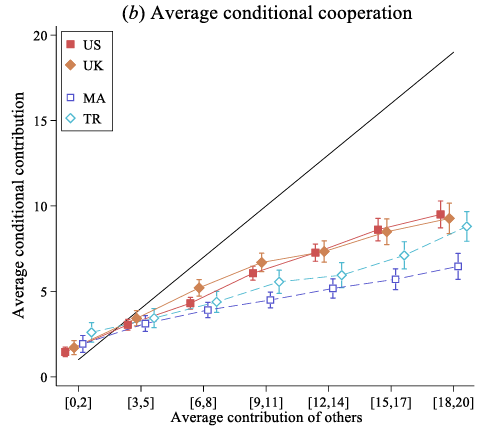 (b) Average conditional cooperation
Average conditional contribution
20
15
10
5
0
US
UK
MA
TR
[0,2] [3,5] [6,8] [9,11] [12,14] [15,17] [18,20]
Average contribution of others